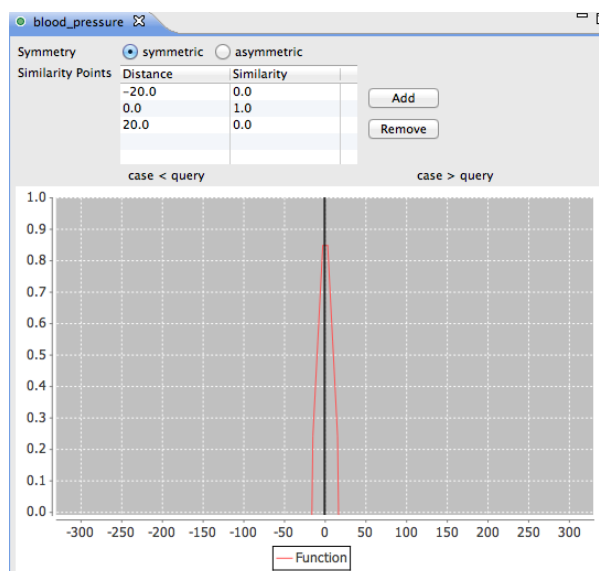 blood_pressure
Symmetry symmetric asymmetric
Similarity Points Distance Similarity
-20.0 0.0
0.0 1.0
20.0 0.0
Add
Remove
case < query case > query
1.0
0.9
0.8
0.7
0.6
0.5
0.4
0.3
0.2
0.1
0.0
-300 -250 -200 -150 -100 -50 0 50 100 150 200 250 300
Function